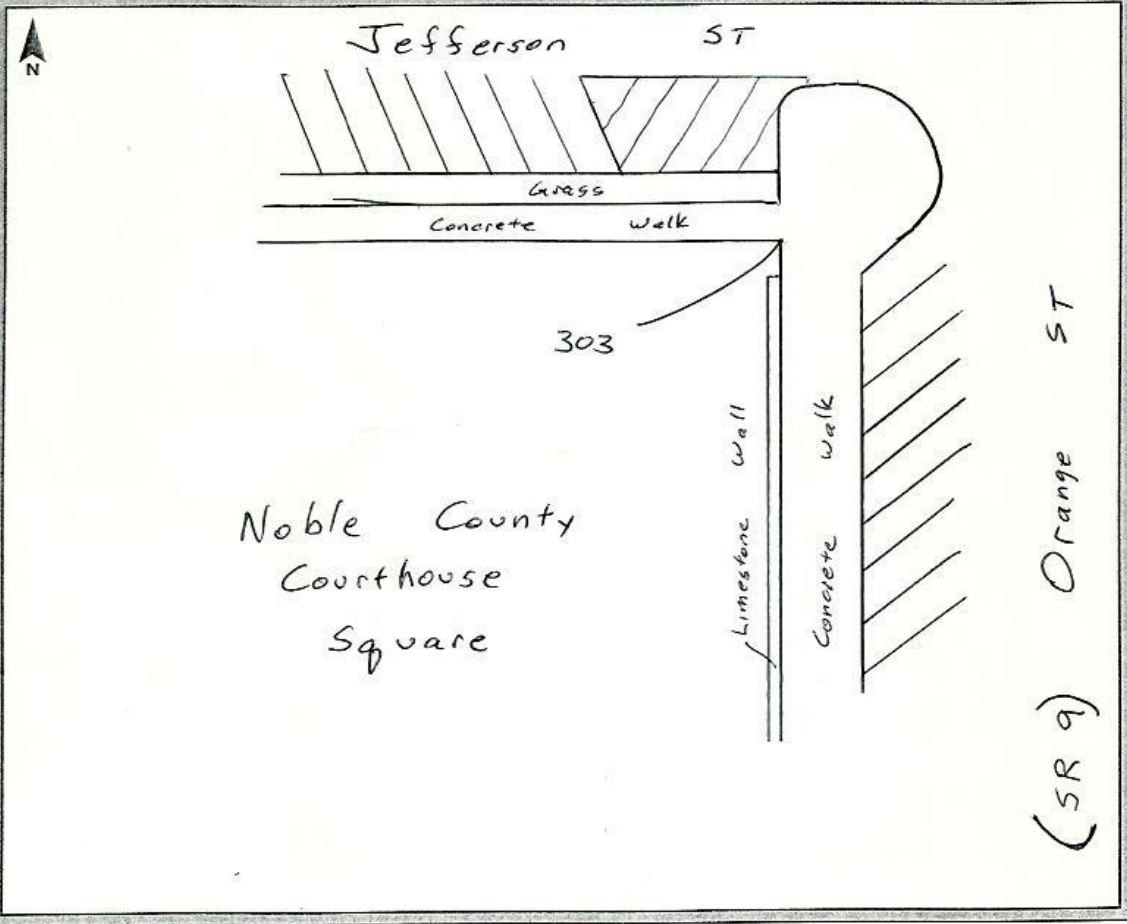 N
Jefferson ST
Grass
Concrete Walk
303
Noble County
Courthouse
Square
Limestone Wall
Concrete Walk
Orange ST
(SR 9)